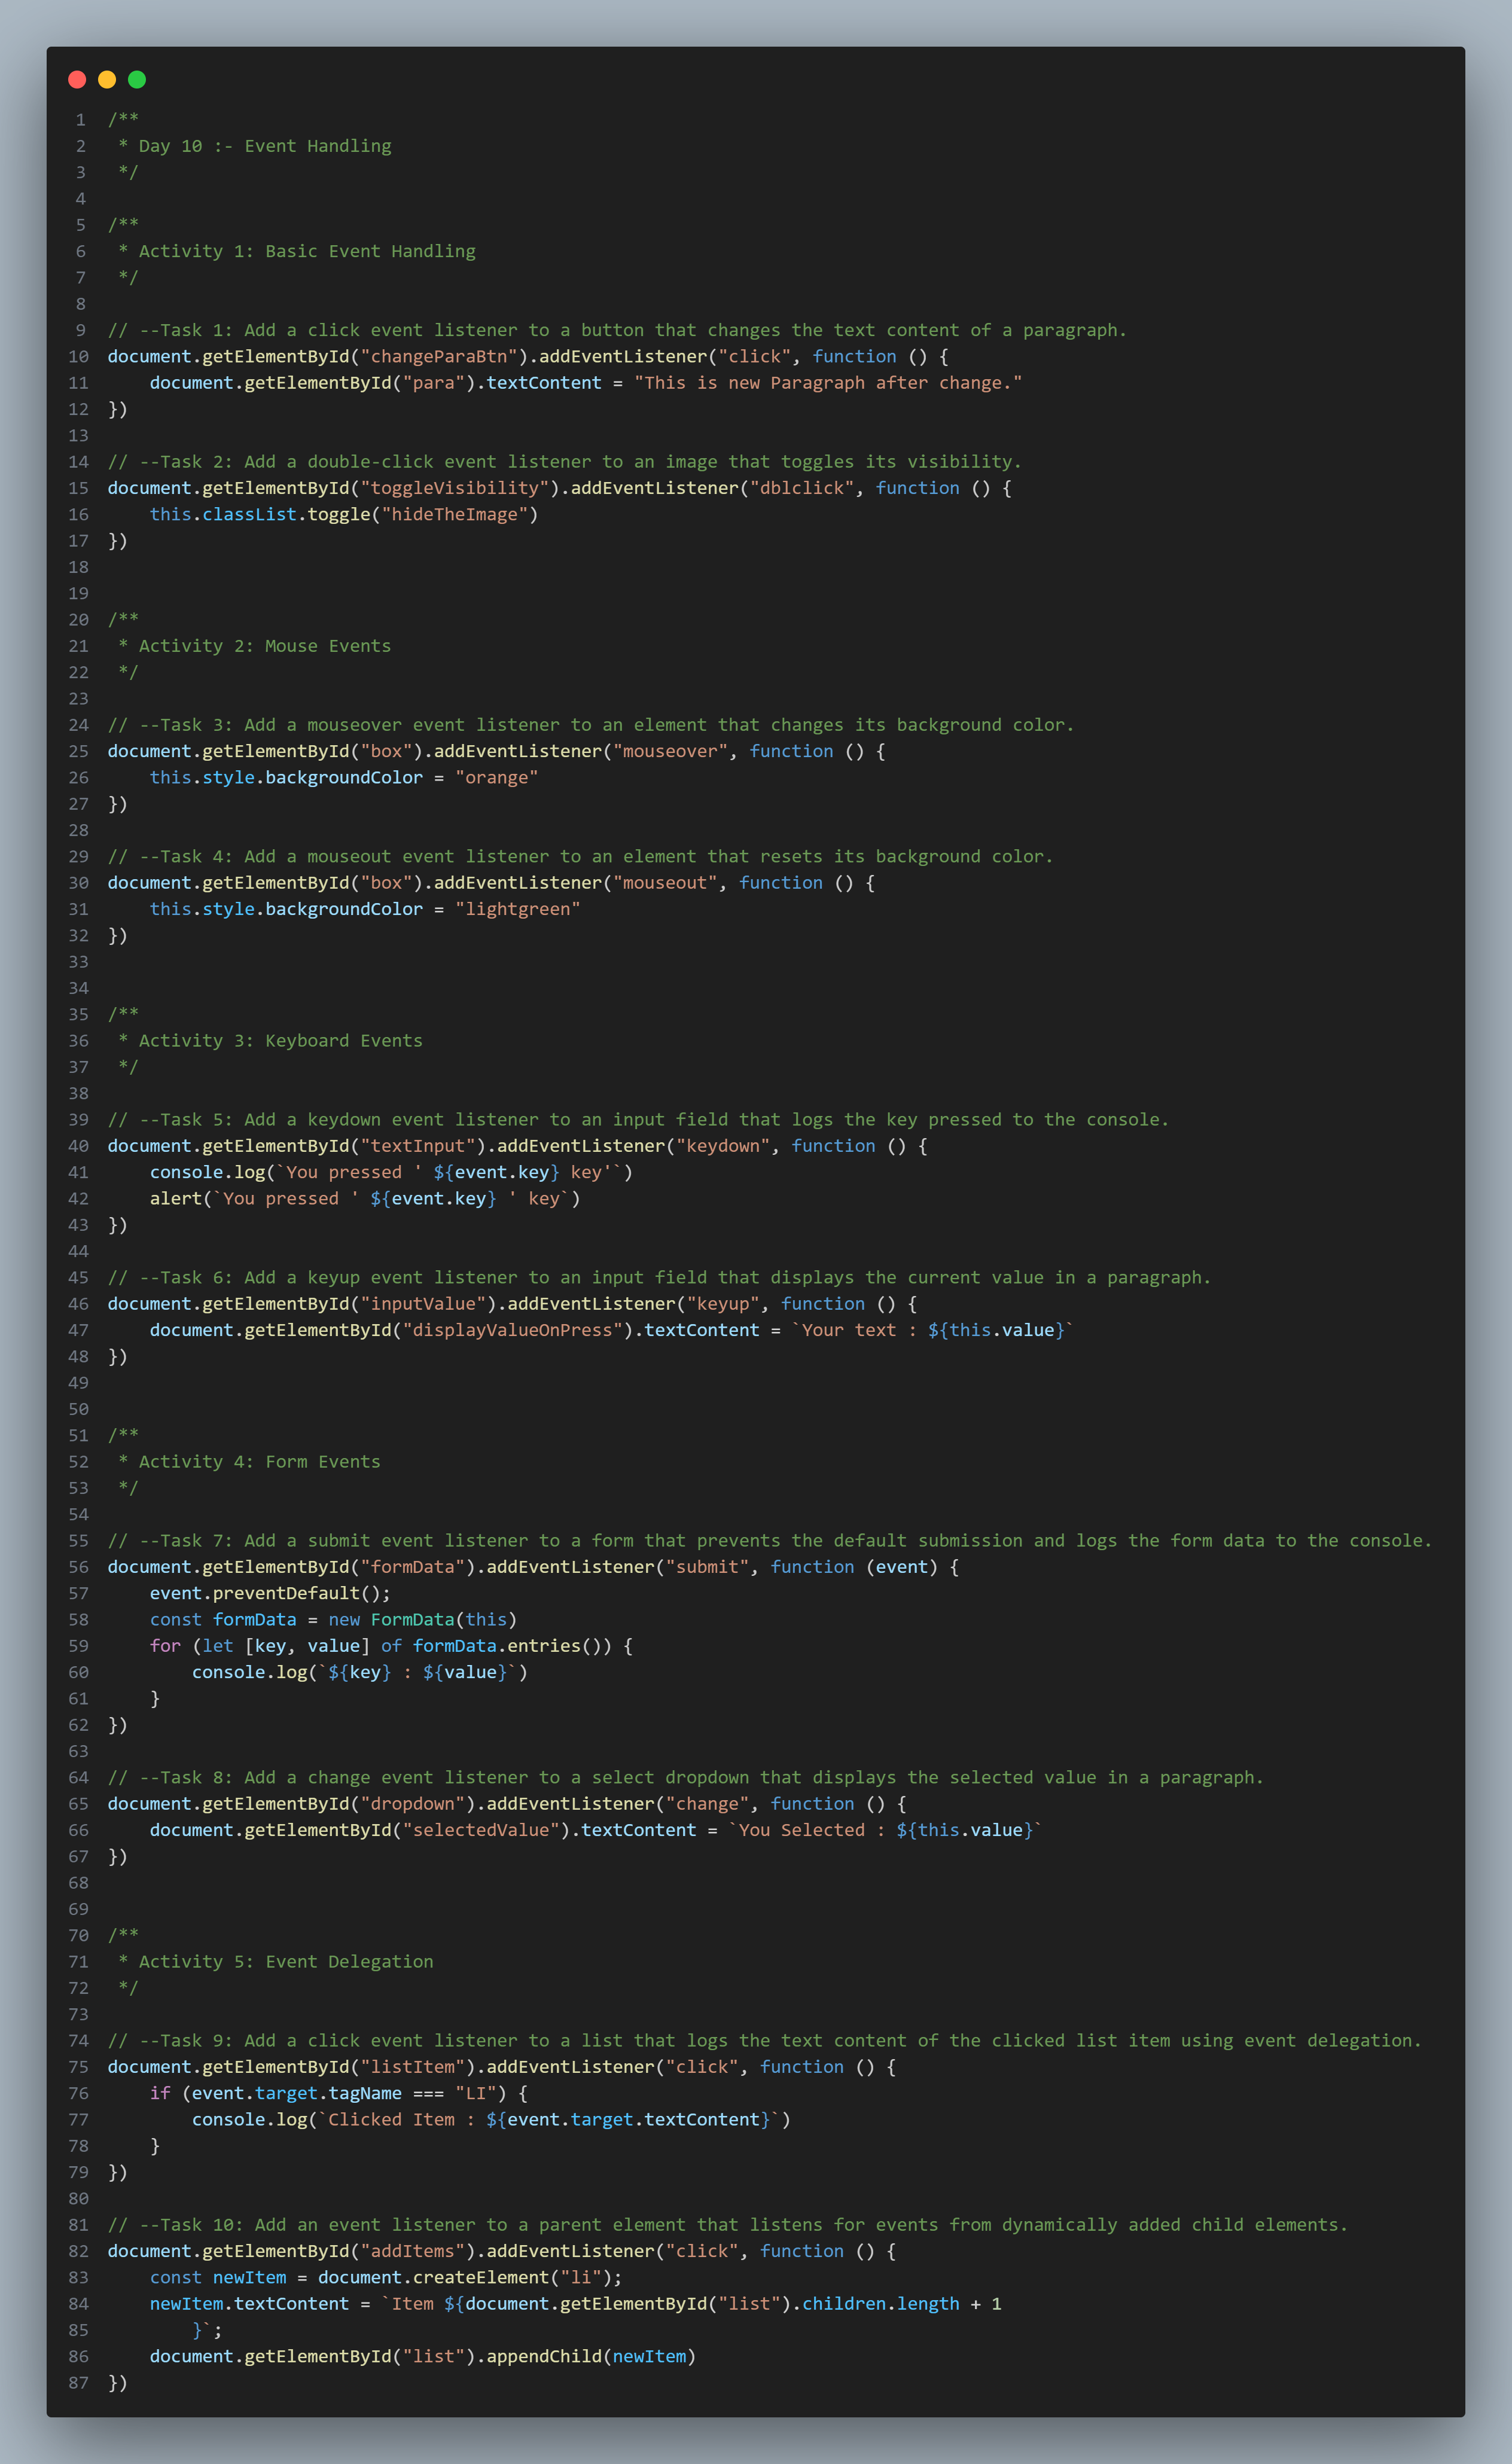 1 /**
2  * Day 10 :- Event Handling
3  */
4
5 /**
6  * Activity 1: Basic Event Handling
7  */
8
9 // --Task 1: Add a click event listener to a button that changes the text content of a paragraph.
10 document.getElementById("changeParaBtn").addEventListener("click", function () {
11     document.getElementById("para").textContent = "This is new Paragraph after change."
12 })
13
14 // --Task 2: Add a double-click event listener to an image that toggles its visibility.
15 document.getElementById("toggleVisibility").addEventListener("dblclick", function () {
16     this.classList.toggle("hideTheImage")
17 })
18
19
20 /**
21  * Activity 2: Mouse Events
22  */
23
24 // --Task 3: Add a mouseover event listener to an element that changes its background color.
25 document.getElementById("box").addEventListener("mouseover", function () {
26     this.style.backgroundColor = "orange"
27 })
28
29 // --Task 4: Add a mouseout event listener to an element that resets its background color.
30 document.getElementById("box").addEventListener("mouseout", function () {
31     this.style.backgroundColor = "lightgreen"
32 })
33
34
35 /**
36  * Activity 3: Keyboard Events
37  */
38
39 // --Task 5: Add a keydown event listener to an input field that logs the key pressed to the console.
40 document.getElementById("textInput").addEventListener("keydown", function () {
41     console.log(`You pressed ' ${event.key} key'`)
42     alert(`You pressed ' ${event.key} ' key`)
43 })
44
45 // --Task 6: Add a keyup event listener to an input field that displays the current value in a paragraph.
46 document.getElementById("inputValue").addEventListener("keyup", function () {
47     document.getElementById("displayValueOnPress").textContent = `Your text : ${this.value}`
48 })
49
50
51 /**
52  * Activity 4: Form Events
53  */
54
55 // --Task 7: Add a submit event listener to a form that prevents the default submission and logs the form data to the console.
56 document.getElementById("formData").addEventListener("submit", function (event) {
57     event.preventDefault();
58     const formData = new FormData(this)
59     for (let [key, value] of formData.entries()) {
60         console.log(`${key} : ${value}`)
61     }
62 })
63
64 // --Task 8: Add a change event listener to a select dropdown that displays the selected value in a paragraph.
65 document.getElementById("dropdown").addEventListener("change", function () {
66     document.getElementById("selectedValue").textContent = `You Selected : ${this.value}`
67 })
68
69
70 /**
71  * Activity 5: Event Delegation
72  */
73
74 // --Task 9: Add a click event listener to a list that logs the text content of the clicked list item using event delegation.
75 document.getElementById("listItem").addEventListener("click", function () {
76     if (event.target.tagName === "LI") {
77         console.log(`Clicked Item : ${event.target.textContent}`)
78     }
79 })
80
81 // --Task 10: Add an event listener to a parent element that listens for events from dynamically added child elements.
82 document.getElementById("addItems").addEventListener("click", function () {
83     const newItem = document.createElement("li");
84     newItem.textContent = `Item ${document.getElementById("list").children.length + 1
85         }`;
86     document.getElementById("list").appendChild(newItem)
87 })